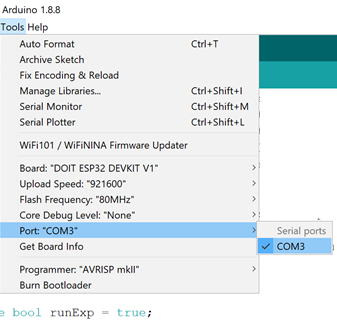 Arduino 1.8.8
Tools Help
Auto Format Ctrl+T
Archive Sketch
Fix Encoding & Reload
Manage Libraries... Ctrl+Shift+I
Serial Monitor Ctrl+Shift+M
Serial Plotter Ctrl+Shift+L
WiFi101 / WiFiNINA Firmware Updater
Board: "DOIT ESP32 DEVKIT V1"
Upload Speed: "921600"
Flash Frequency: "80MHz"
Core Debug Level: "None"
Port: "COM3" Serial ports
Get Board Info COM3
Programmer: "AVRISP mkII"
Burn Bootloader
e bool runExp = true;